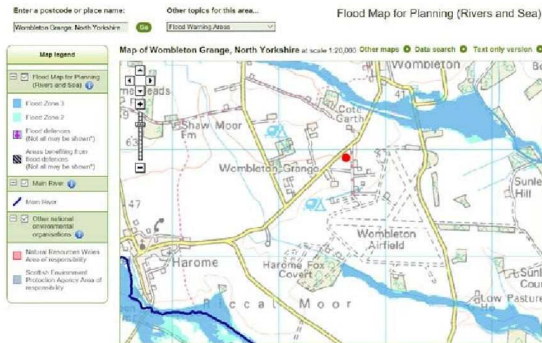 Enter a postcode or place name:
Other topics for this area...
Flood Map for Planning (Rivers and Sea)
Wombleton Grange, North Yorkshire
Go
Flood Warning Areas
Map legend
Map of Wombleton Grange, North Yorkshire at scale 1:20,000
Other maps
Data search
Text only version
Flood Map for Planning
(Rivers and Sea)
Flood Zone 3
Flood Zone 2
Flood defences
(Not all may be shown*)
Areas benefiting from
flood defences
(Not all may be shown*)
Main River
Main River
Other national
environmental
organisations
Natural Resources Wales
Area of responsibility
Scottish Environment
Protection Agency Area of
responsibility
Wombleton
41
Cote
Garth
Shaw Moor
Fm
63
Wombleton Grange
Hill
47
Wombleton
Airfield
Harome
Harome Fox
Covert
Riccal Moor
Low Pasture